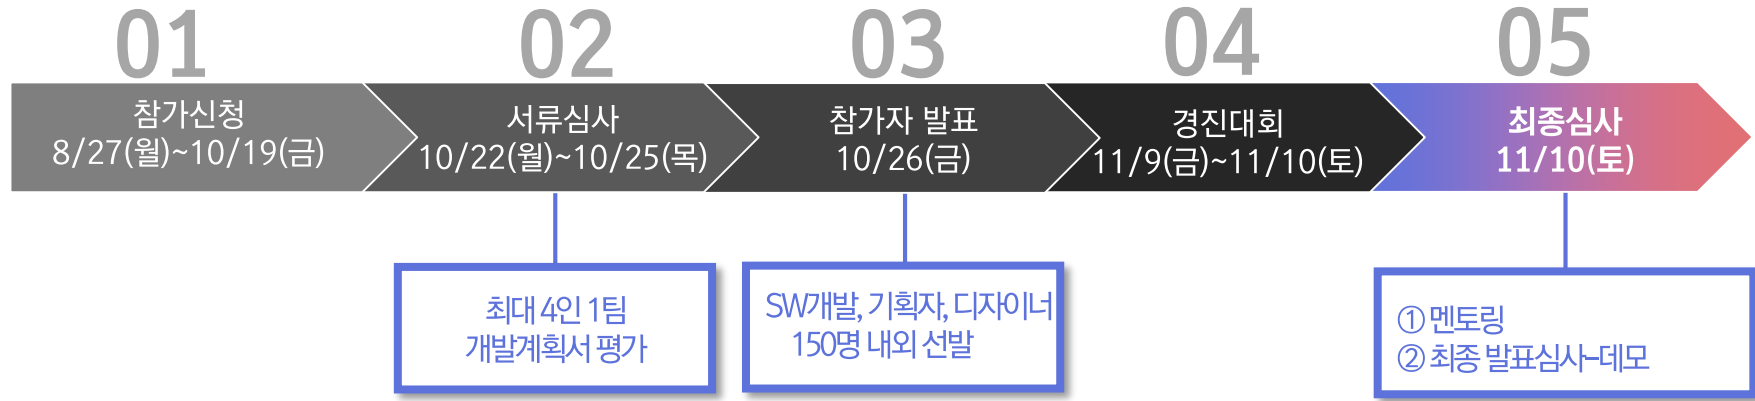 01
참가신청
8/27(월)~10/19(금)
02
서류심사
10/22(월)~10/25(목)
03
참가자 발표
10/26(금)
04
경진대회
11/9(금)~11/10(토)
05
최종심사
11/10(토)
최대 4인 1팀
개발계획서 평가
SW개발, 기획자, 디자이너
150명 내외 선발
① 멘토링
② 최종 발표심사-데모